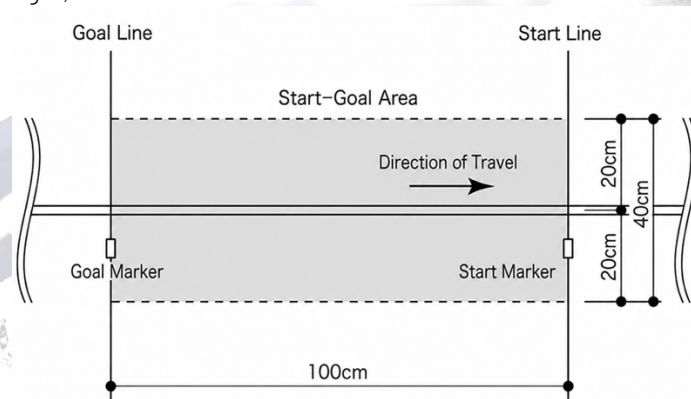 Goal Line
Start Line
Start-Goal Area
Direction of Travel
20cm
40cm
20cm
Goal Marker
Start Marker
100cm